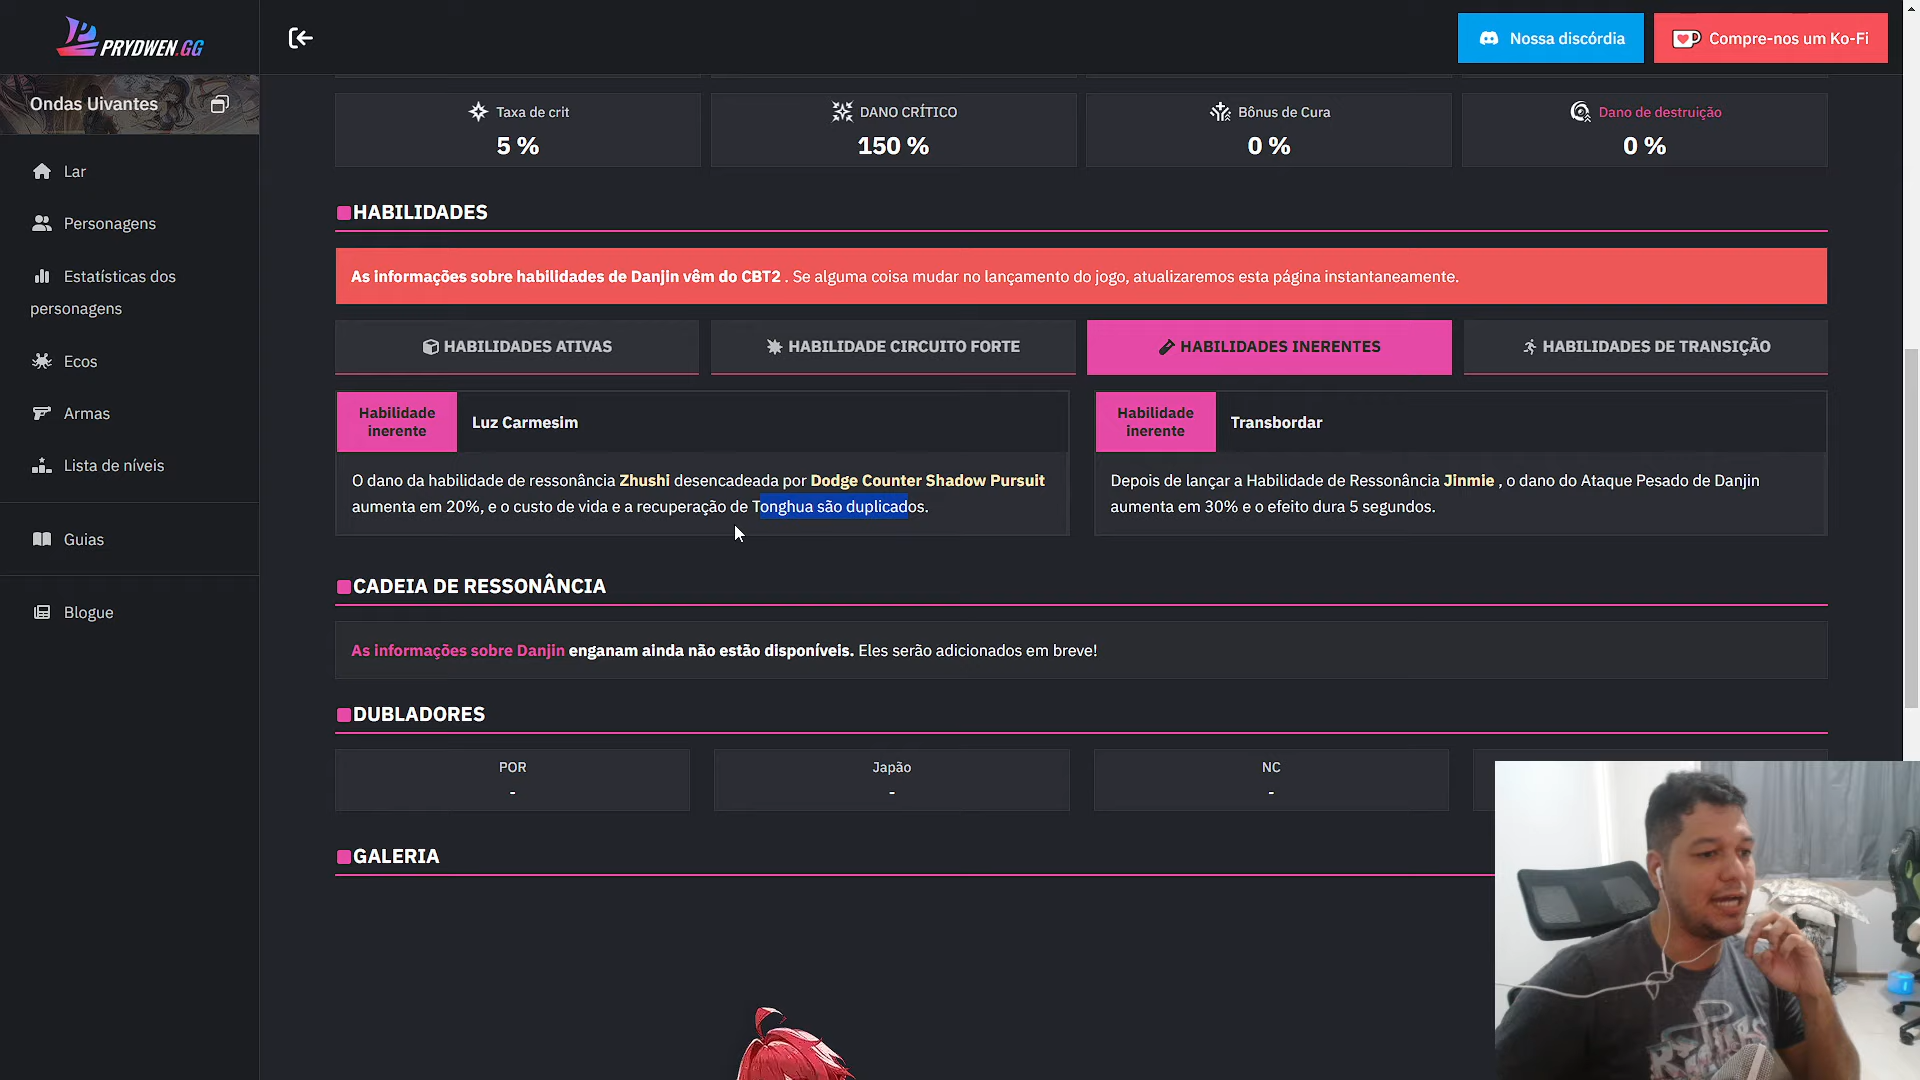 PRYDWEN.GG
Nossa discórdia
Compre-nos um Ko-Fi
Ondas Uivantes
Lar
Personagens
Estatísticas dos
personagens
Ecos
Armas
Lista de níveis
Guias
Blogue
Taxa de crit
5 %
DANO CRÍTICO
150 %
Bônus de Cura
0 %
Dano de destruição
0 %
HABILIDADES
As informações sobre habilidades de Danjin vêm do CBT2 . Se alguma coisa mudar no lançamento do jogo, atualizaremos esta página instantaneamente.
HABILIDADES ATIVAS
HABILIDADE CIRCUITO FORTE
HABILIDADES INERENTES
HABILIDADES DE TRANSIÇÃO
Habilidade
inerente
Luz Carmesim
O dano da habilidade de ressonância Zhushi desencadeada por Dodge Counter Shadow Pursuit
aumenta em 20%, e o custo de vida e a recuperação de Tonghua são duplicados.
Habilidade
inerente
Transbordar
Depois de lançar a Habilidade de Ressonância Jinmie , o dano do Ataque Pesado de Danjin
aumenta em 30% e o efeito dura 5 segundos.
CADEIA DE RESSONÂNCIA
As informações sobre Danjin enganam ainda não estão disponíveis. Eles serão adicionados em breve!
DUBLADORES
POR
-
Japão
-
NC
-
GALERIA